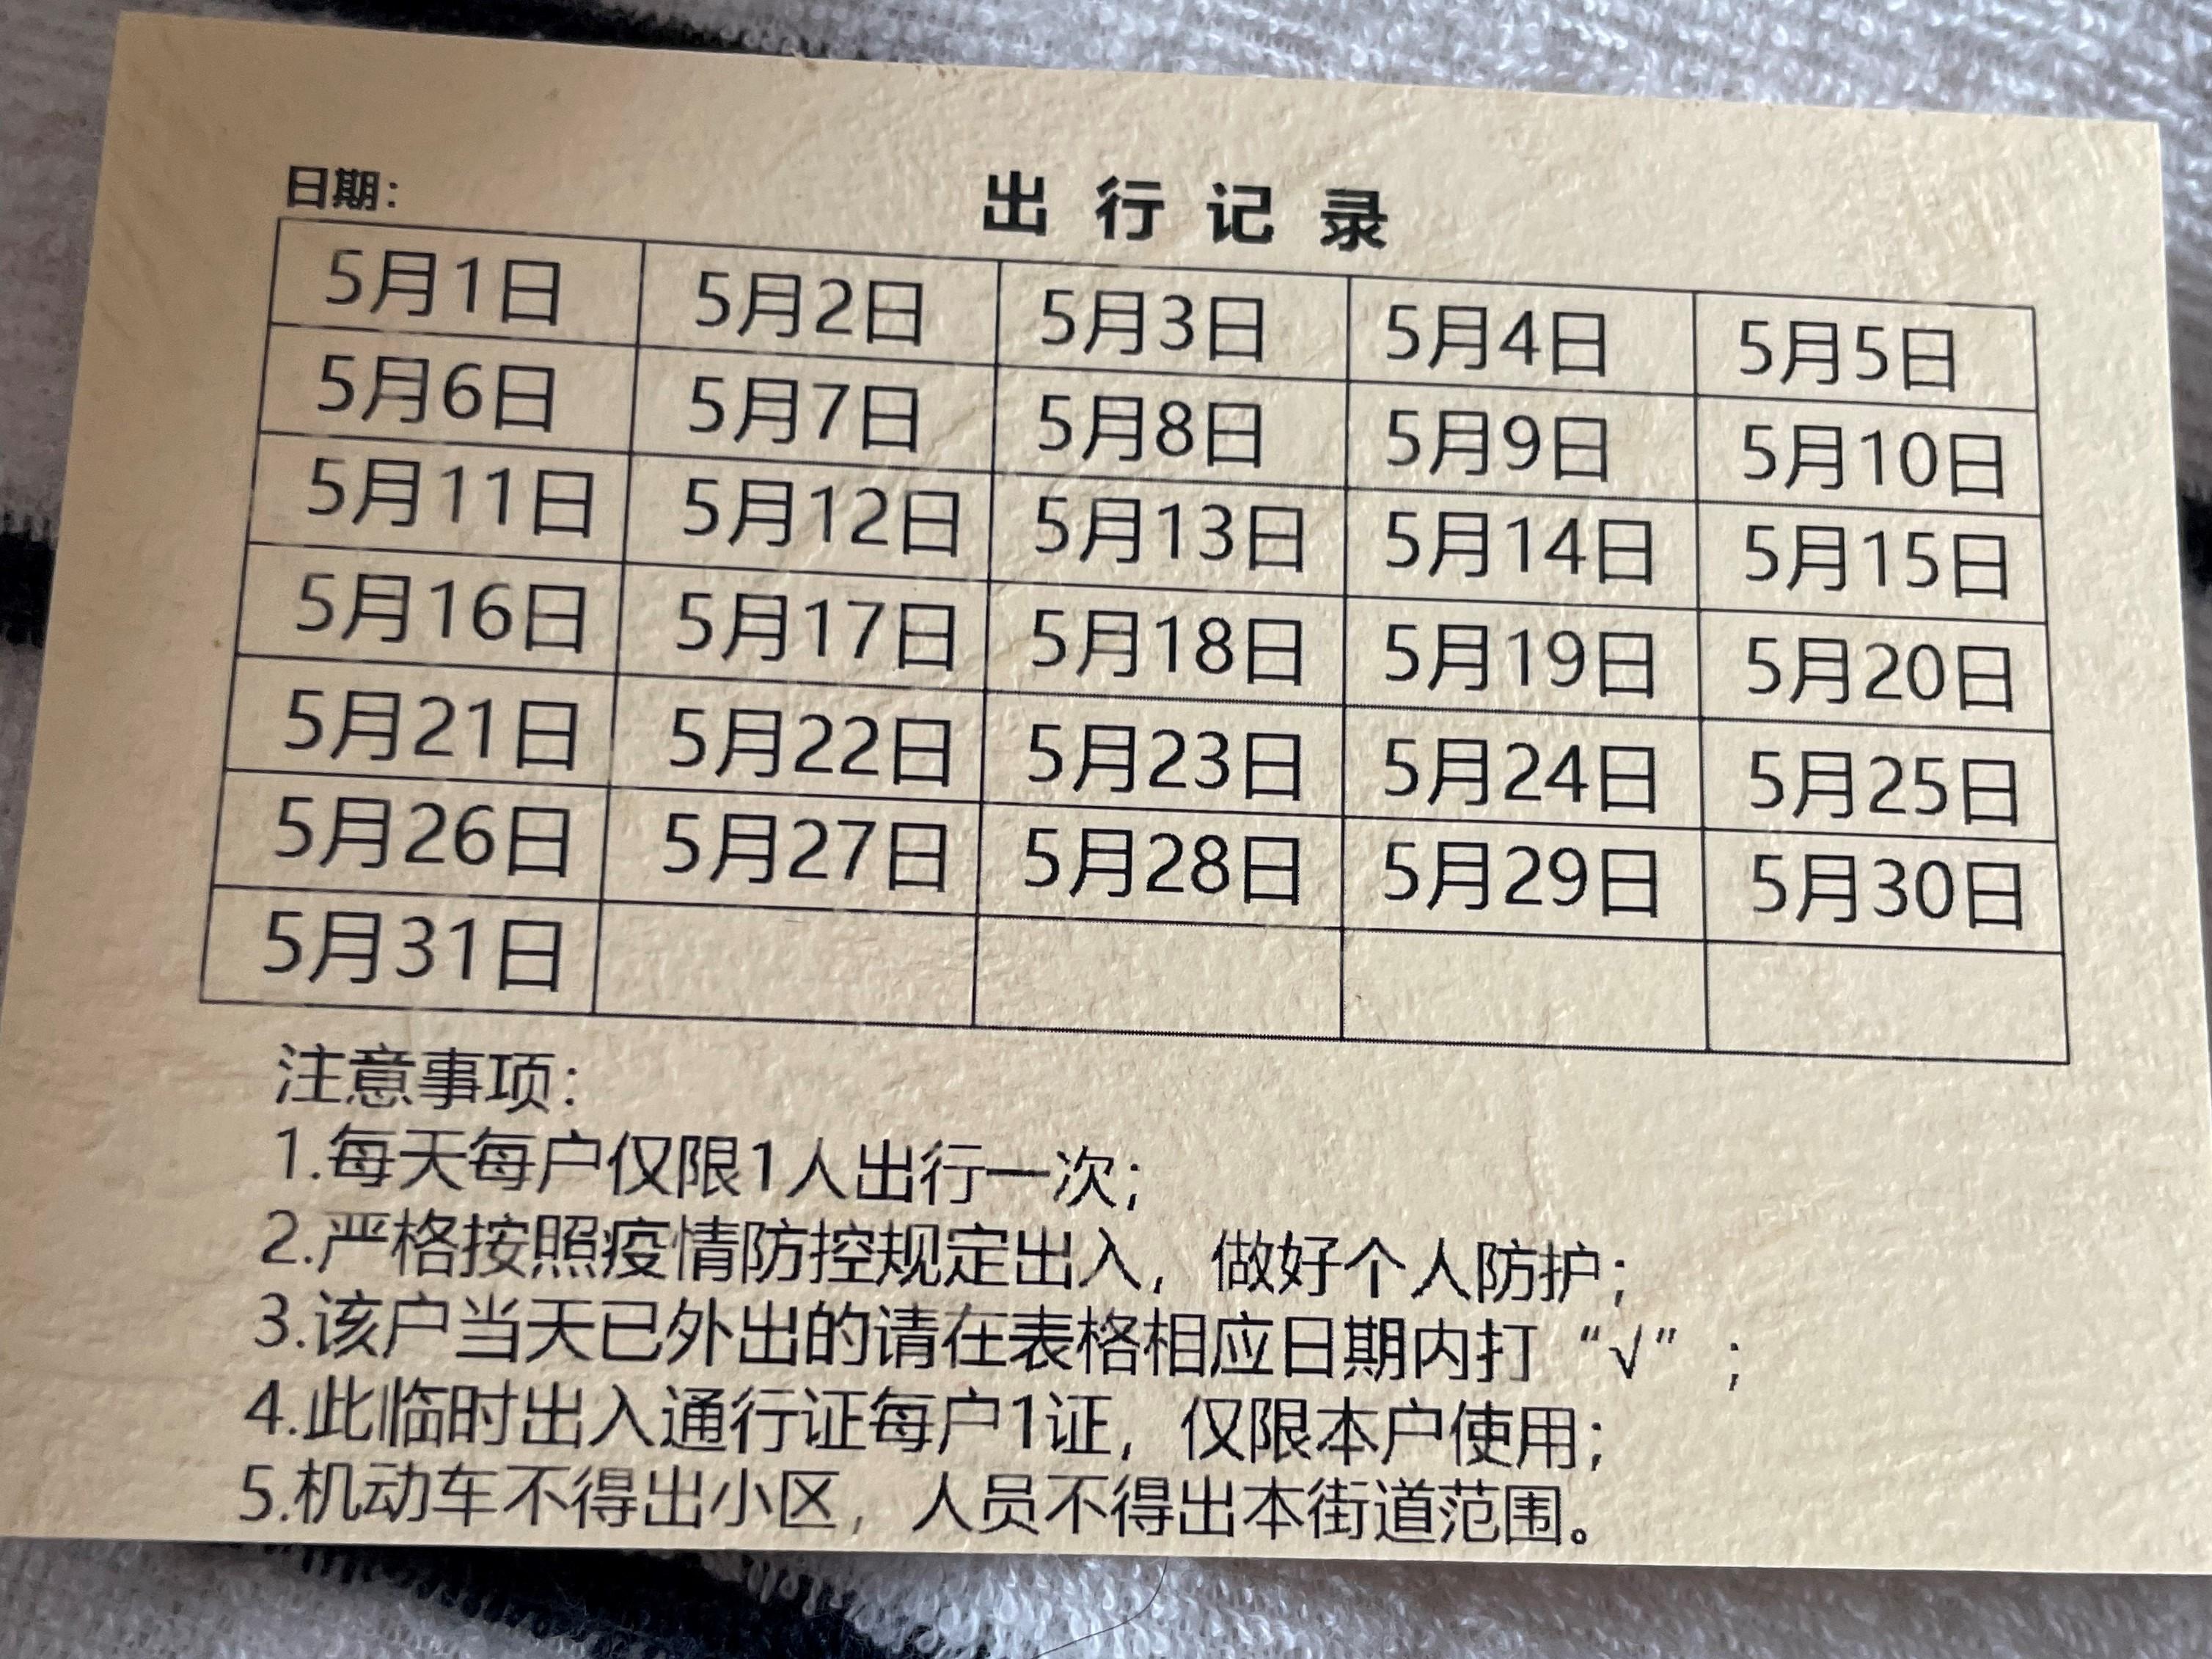 日期：
出行记录
5月1日 5月2日 5月3日 5月4日 5月5日
5月6日 5月7日 5月8日 5月9日 5月10日
5月11日 5月12日 5月13日 5月14日 5月15日
5月16日 5月17日 5月18日 5月19日 5月20日
5月21日 5月22日 5月23日 5月24日 5月25日
5月26日 5月27日 5月28日 5月29日 5月30日
5月31日
注意事项：
1.每天每户仅限1人出行一次；
2.严格按照疫情防控规定出入，做好个人防护；
3.该户当天已外出的请在表格相应日期内打“√”；
4.此临时出入通行证每户1证，仅限本户使用；
5.机动车不得出小区，人员不得出本街道范围。